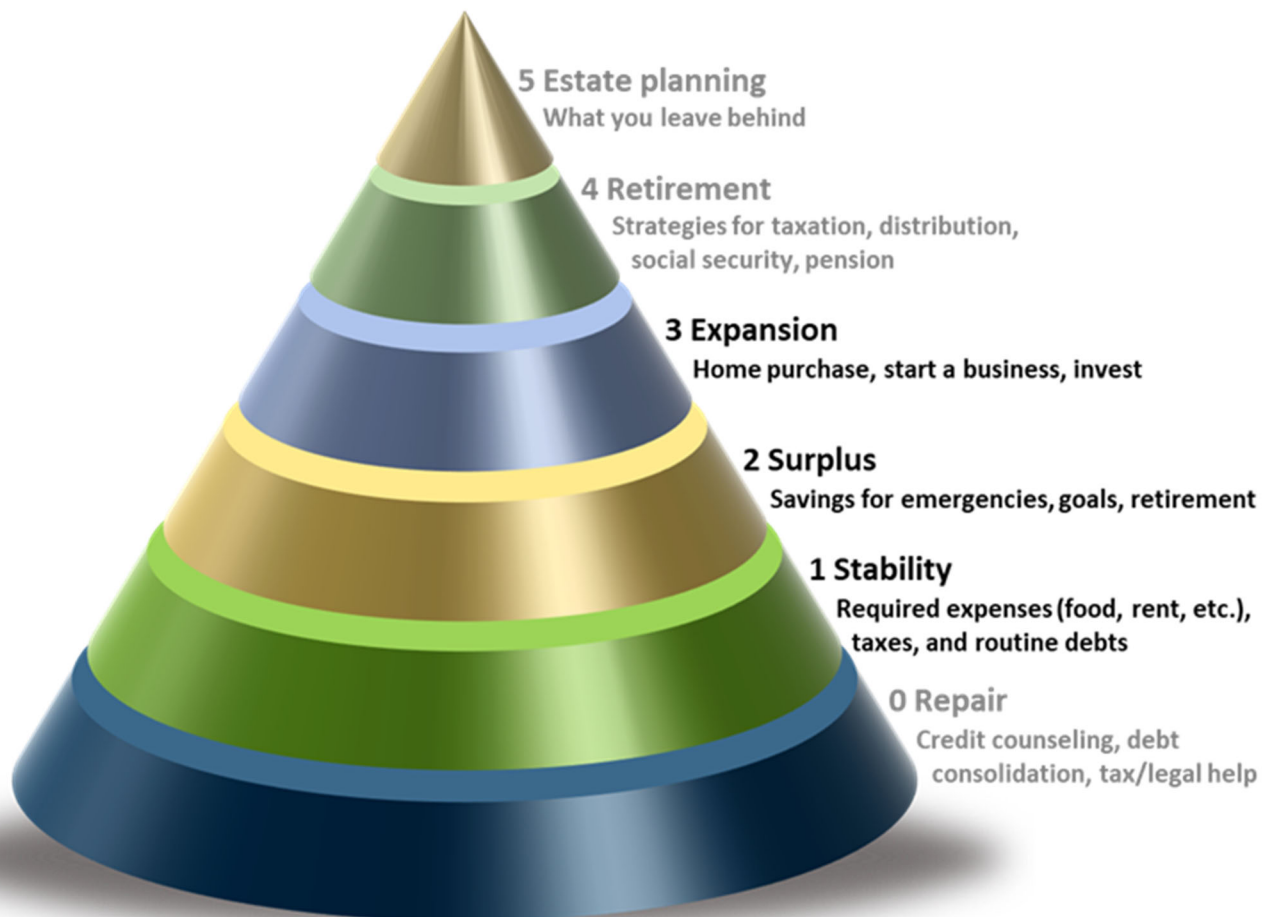 5 Estate planning
What you leave behind
4 Retirement
Strategies for taxation, distribution,
social security, pension
3 Expansion
Home purchase, start a business, invest
2 Surplus
Savings for emergencies, goals, retirement
1 Stability
Required expenses (food, rent, etc.),
taxes, and routine debts
0 Repair
Credit counseling, debt
consolidation, tax/legal help